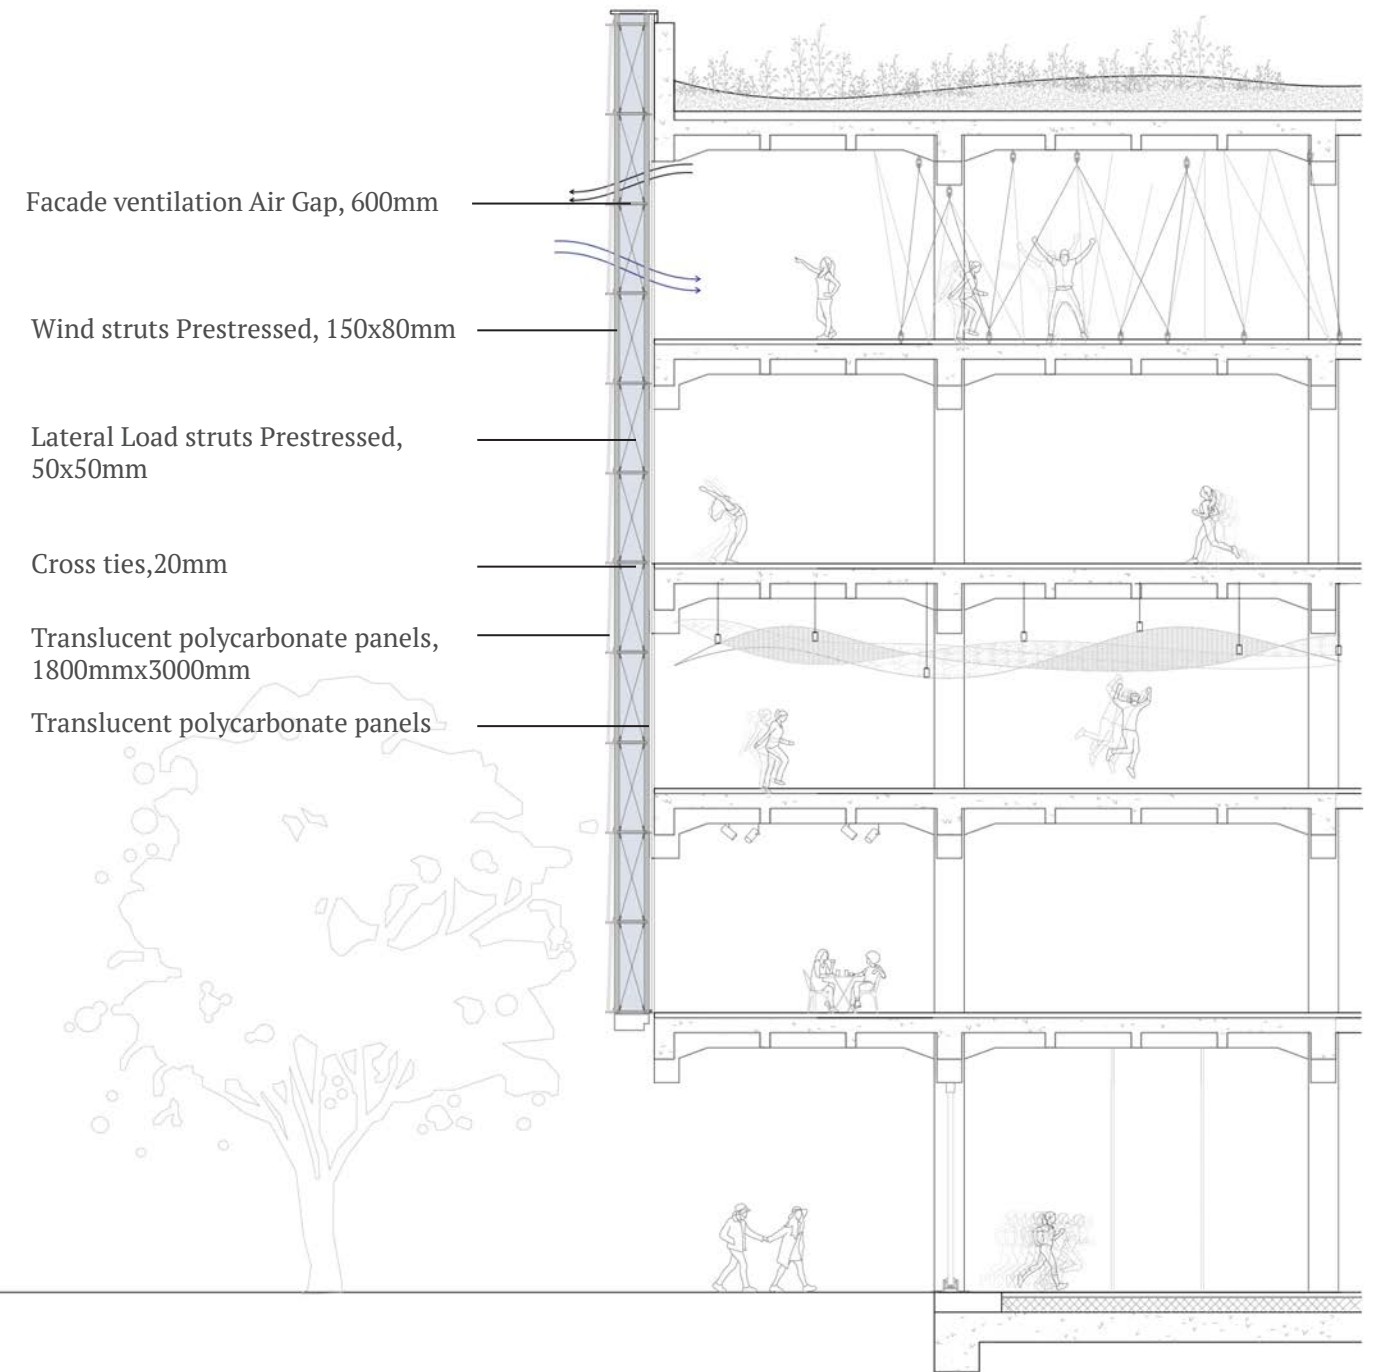 Facade ventilation Air Gap, 600mm
Wind struts Prestressed, 150x80mm
Lateral Load struts Prestressed,
50x50mm
Cross ties,20mm
Translucent polycarbonate panels,
1800mmx3000mm
Translucent polycarbonate panels